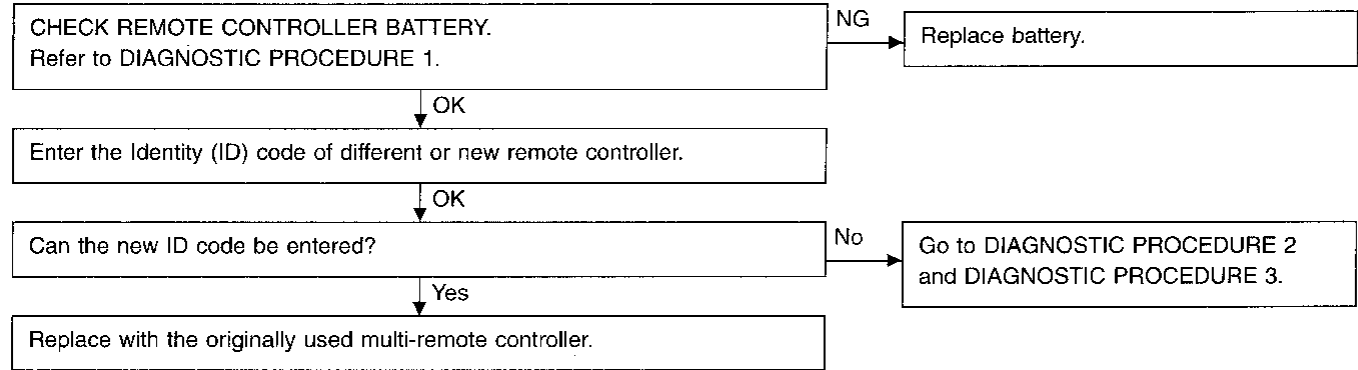 CHECK REMOTE CONTROLLER BATTERY.
Refer to DIAGNOSTIC PROCEDURE 1.
NG
Replace battery.
OK
Enter the Identity (ID) code of different or new remote controller.
OK
Can the new ID code be entered?
No
Go to DIAGNOSTIC PROCEDURE 2
and DIAGNOSTIC PROCEDURE 3.
Yes
Replace with the originally used multi-remote controller.